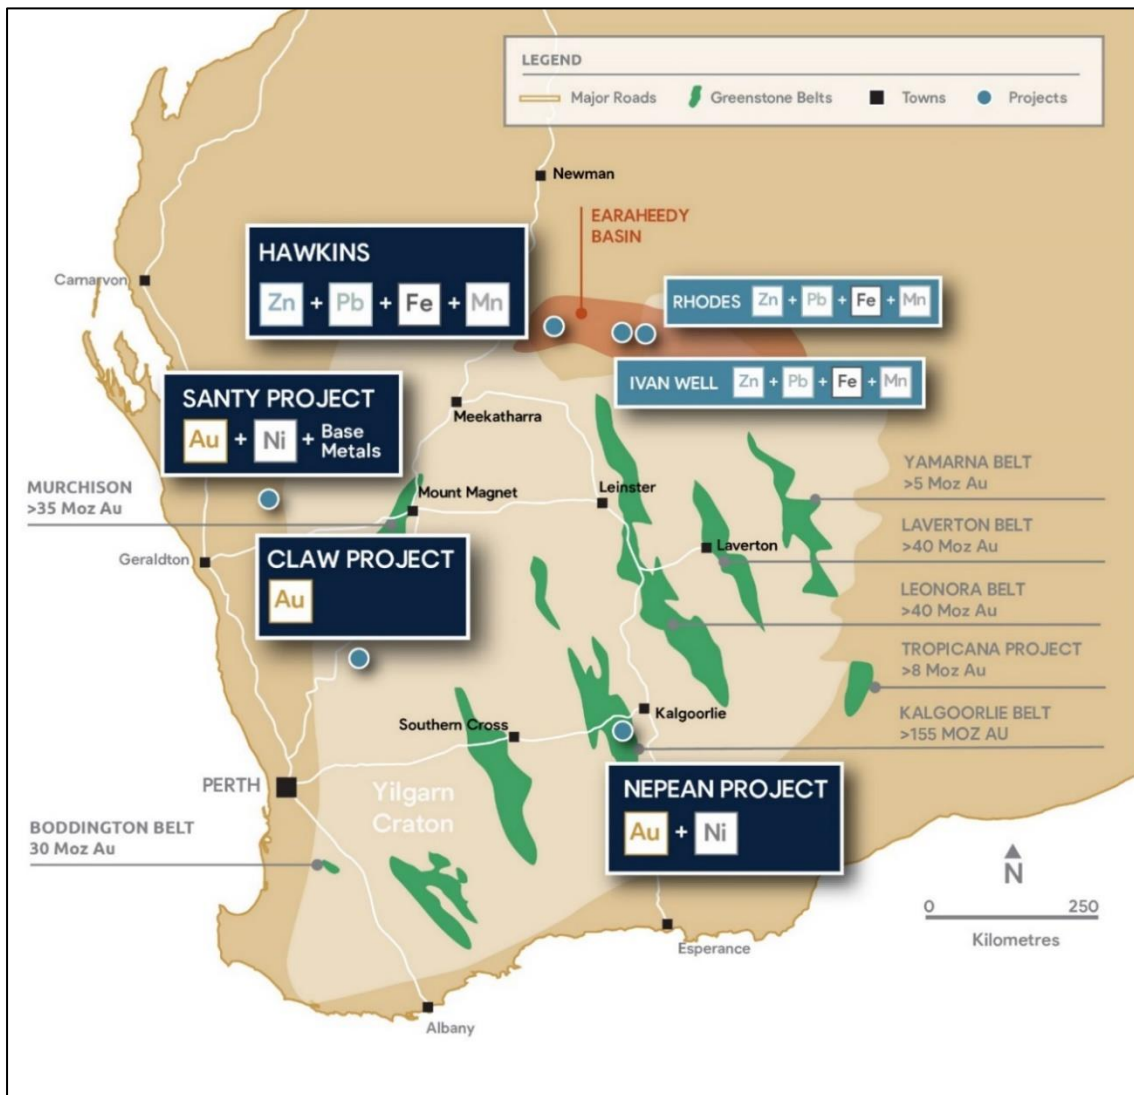 LEGEND
Major Roads
Greenstone Belts
Towns
Projects
Newman
EARAHEEDY
BASIN
HAWKINS
Zn + Pb + Fe + Mn
Carnarvon
RHODES Zn + Pb + Fe + Mn
IVAN WELL Zn + Pb + Fe + Mn
SANTY PROJECT
Au + Ni + Base
Metals
Meekatharra
MURCHISON
>35 Moz Au
Mount Magnet
Leinster
YAMARNA BELT
>5 Moz Au
Geraldton
CLAW PROJECT
Au
Laverton
LAVERTON BELT
>40 Moz Au
LEONORA BELT
>40 Moz Au
TROPICANA PROJECT
>8 Moz Au
Kalgoorlie
KALGOORLIE BELT
>155 MOZ AU
Southern Cross
PERTH
Yilgarn
Craton
NEPEAN PROJECT
Au + Ni
BODDINGTON BELT
30 Moz Au
N
0 250
Kilometres
Esperance
Albany